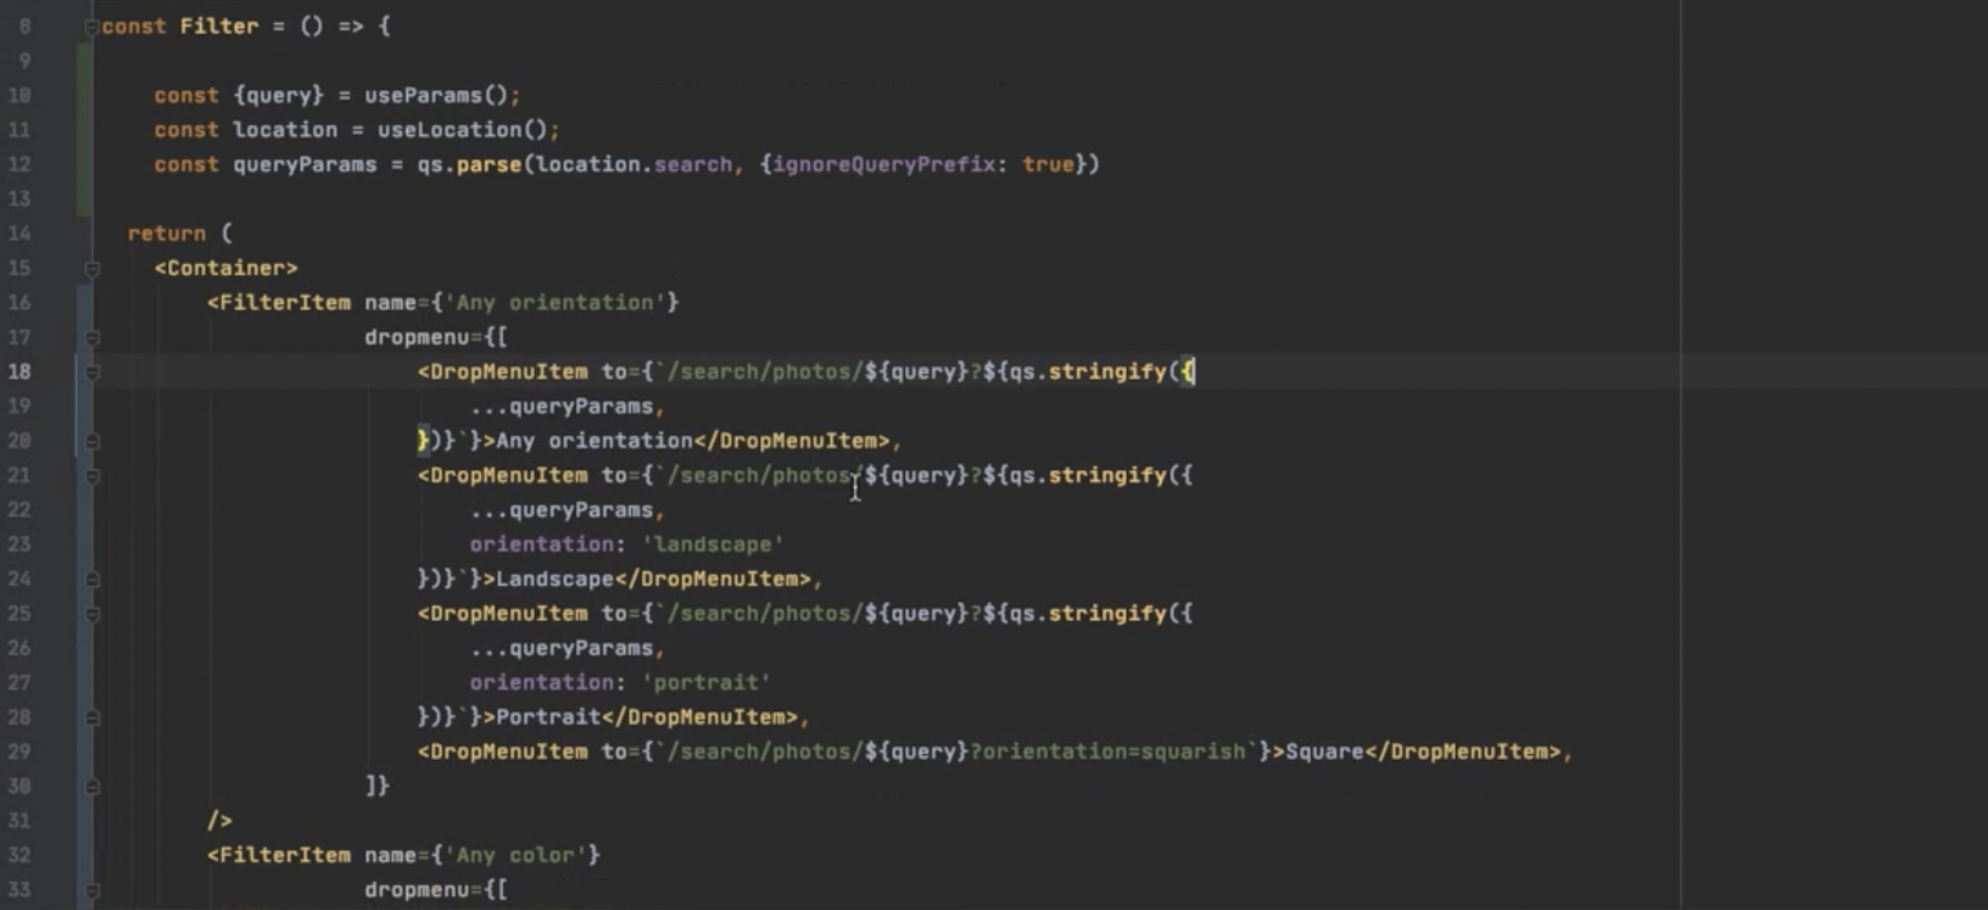 8 const Filter = () => {
9
10 const {query} = useParams();
11 const location = useLocation();
12 const queryParams = qs.parse(location.search, {ignoreQueryPrefix: true})
13
14 return (
15 <Container>
16 <FilterItem name={'Any orientation'}
17 dropmenu={[
18 <DropMenuItem to={`/search/photos/${query}?${qs.stringify({
19 ...queryParams,
20 })}`}>Any orientation</DropMenuItem>,
21 <DropMenuItem to={`/search/photos/${query}?${qs.stringify({
22 ...queryParams,
23 orientation: 'landscape'
24 })}`}>Landscape</DropMenuItem>,
25 <DropMenuItem to={`/search/photos/${query}?${qs.stringify({
26 ...queryParams,
27 orientation: 'portrait'
28 })}`}>Portrait</DropMenuItem>,
29 <DropMenuItem to={`/search/photos/${query}?orientation=squarish`}>Square</DropMenuItem>,
30 ]}
31 />
32 <FilterItem name={'Any color'}
33 dropmenu={[